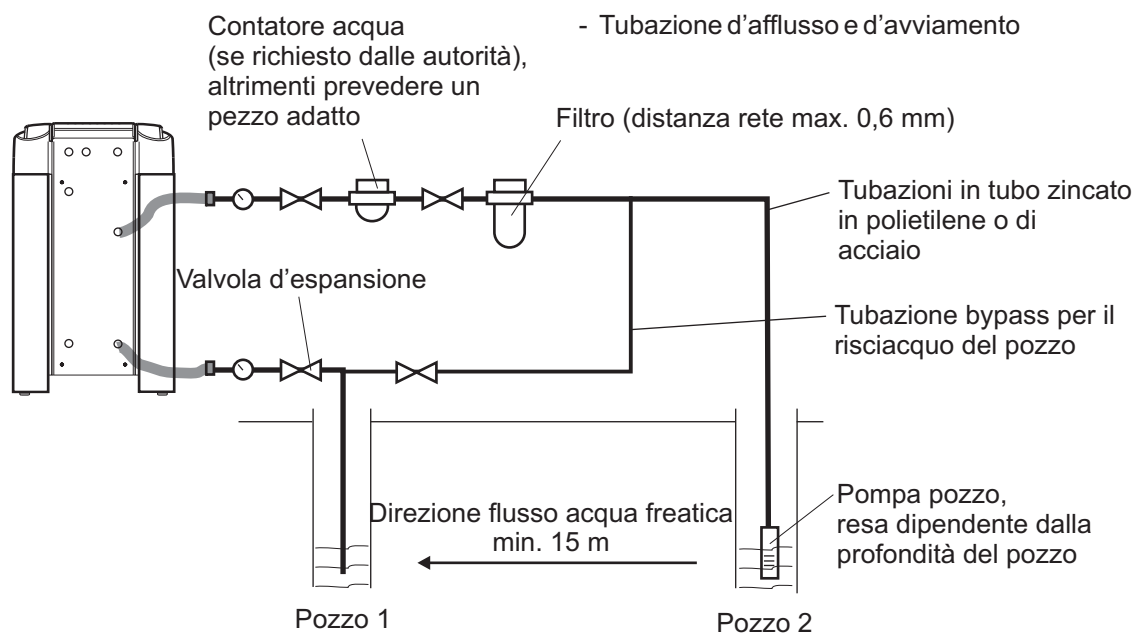 Contatore acqua
(se richiesto dalle autorità),
altrimenti prevedere un
pezzo adatto
- Tubazione d'afflusso e d'avviamento
Filtro (distanza rete max. 0,6 mm)
Tubazioni in tubo zincato
in polietilene o di
acciaio
Valvola d'espansione
Tubazione bypass per il
risciacquo del pozzo
Direzione flusso acqua freatica
min. 15 m
Pompa pozzo,
resa dipendente dalla
profondità del pozzo
Pozzo 1
Pozzo 2